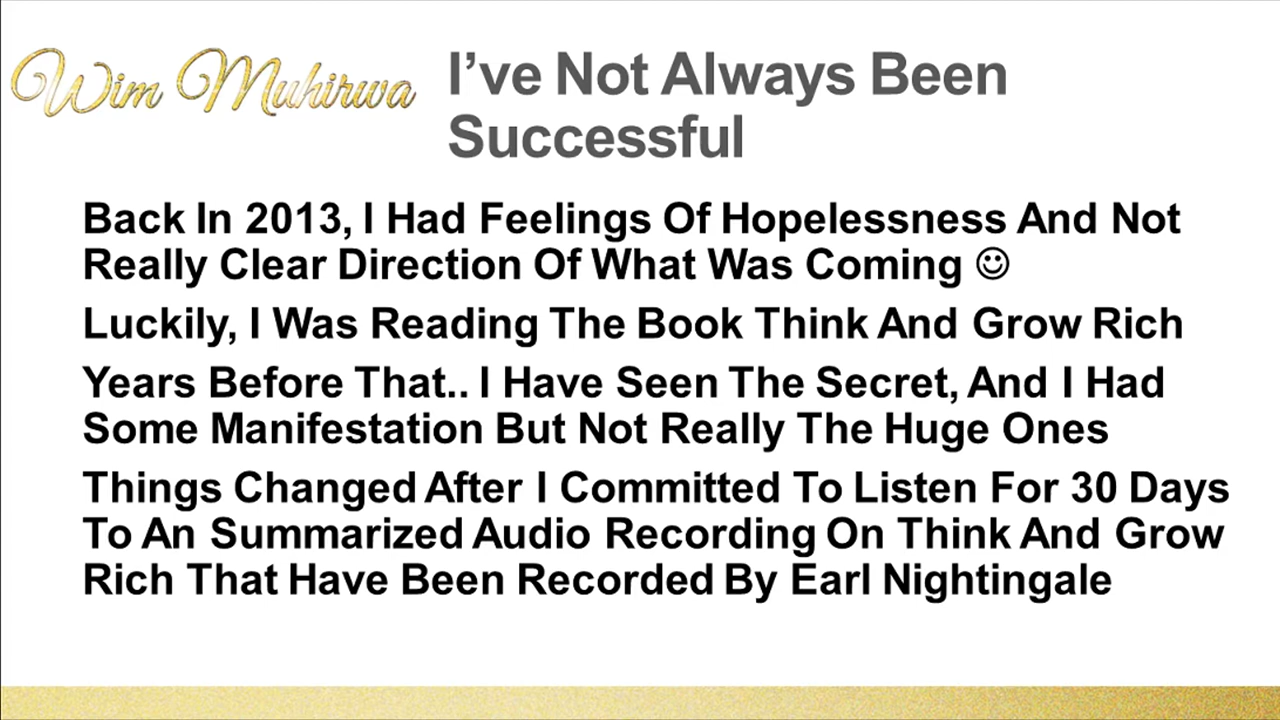 Wim Muhirwa
I've Not Always Been
Successful
Back In 2013, I Had Feelings Of Hopelessness And Not
Really Clear Direction Of What Was Coming ☺
Luckily, I Was Reading The Book Think And Grow Rich
Years Before That.. I Have Seen The Secret, And I Had
Some Manifestation But Not Really The Huge Ones
Things Changed After I Committed To Listen For 30 Days
To An Summarized Audio Recording On Think And Grow
Rich That Have Been Recorded By Earl Nightingale